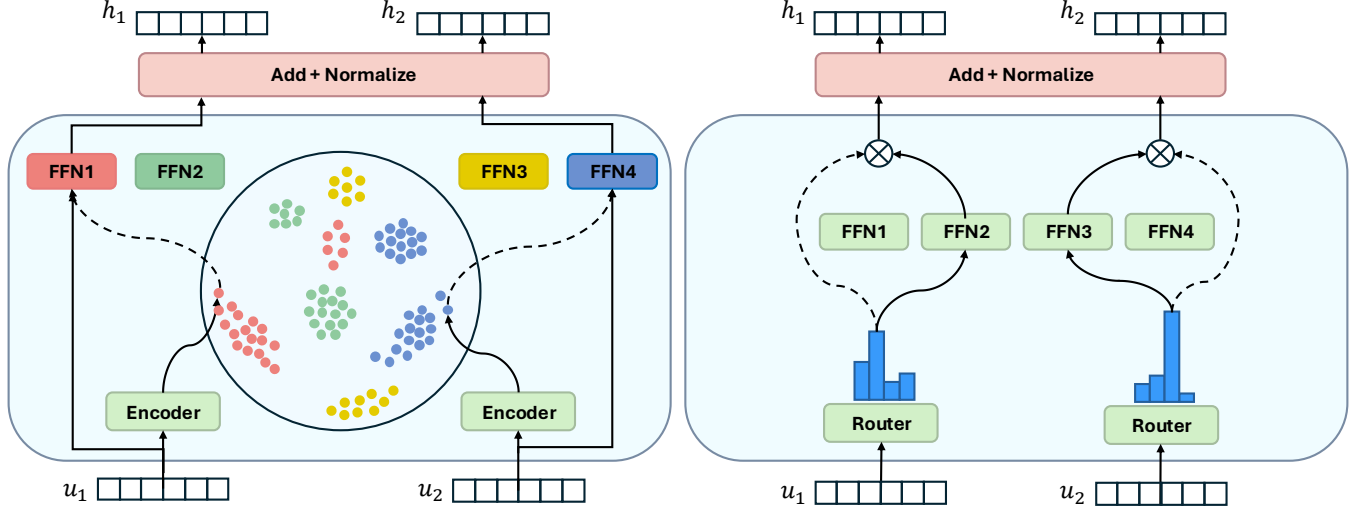 h₁ h₂
Add + Normalize
FFN1 FFN2 FFN3 FFN4
Encoder Encoder
u₁ u₂
h₁ h₂
Add + Normalize
FFN1 FFN2 FFN3 FFN4
Router Router
u₁ u₂